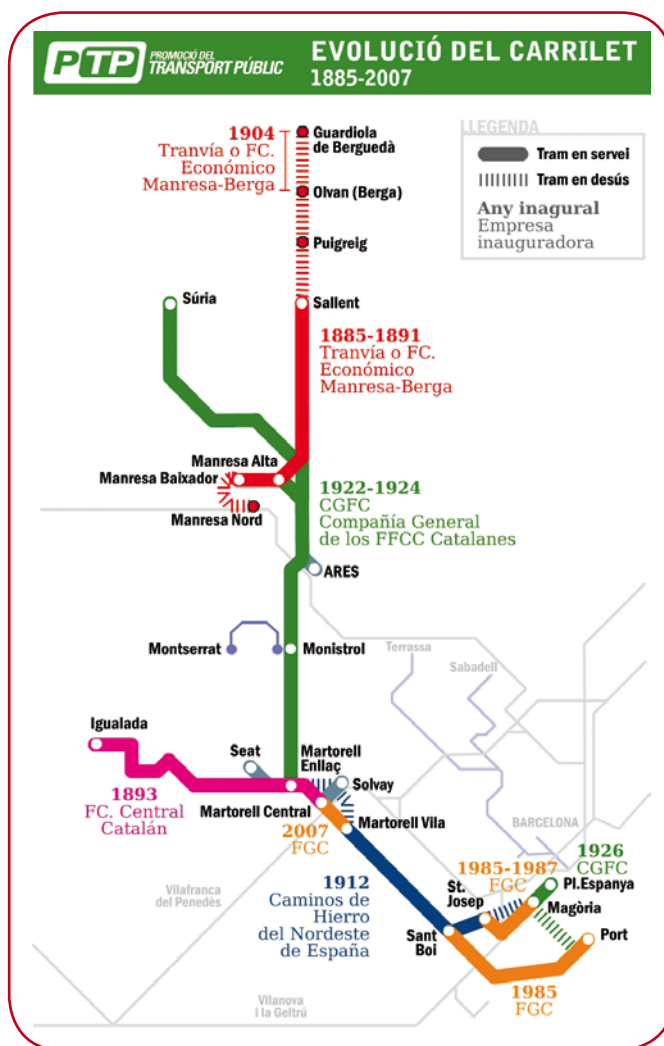 PTP PROMOCIÓ DEL
TRANSPORT PÚBLIC
EVOLUCIÓ DEL CARRILET
1885-2007
LLEGENDA
Tram en servei
Tram en desús
Any inagural
Empresa
inauguradora
1904
Tranvía o FC.
Económico
Manresa-Berga
Guardiola
de Berguedà
Olvan (Berga)
Puigreig
Súria
Sallent
1885-1891
Tranvía o FC.
Económico
Manresa-Berga
Manresa Alta
Manresa Baixador
Manresa Nord
1922-1924
CGFC
Compañía General
de los FFCC Catalanes
ARES
Montserrat
Monistrol
Terrassa
Sabadell
Igualada
Seat
Martorell
Enllaç
Solvay
1893
FC. Central
Catalán
Martorell Central
2007
FGC
Martorell Vila
BARCELONA
1985-1987
FGC
1926
CGFC
Pl.Espanya
St.
Josep
Magòria
Vilafranca
del Penedès
1912
Caminos de
Hierro
del Nordeste
de España
Sant
Boi
Port
1985
FGC
Vilanova
i la Geltrú